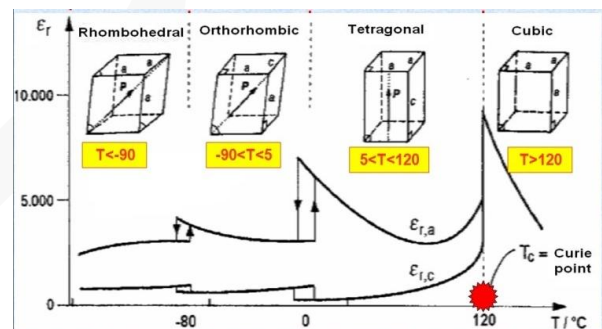 εr
Rhombohedral
Orthorhombic
Tetragonal
Cubic
a
a
a
P
a
c
a
P
a
a
a
P
c
a
a
a
10.000
T<-90
-90<T<5
5<T<120
T>120
5.000
εr,a
εr,c
Tc = Curie
point
0
-80
0
120
T / °C